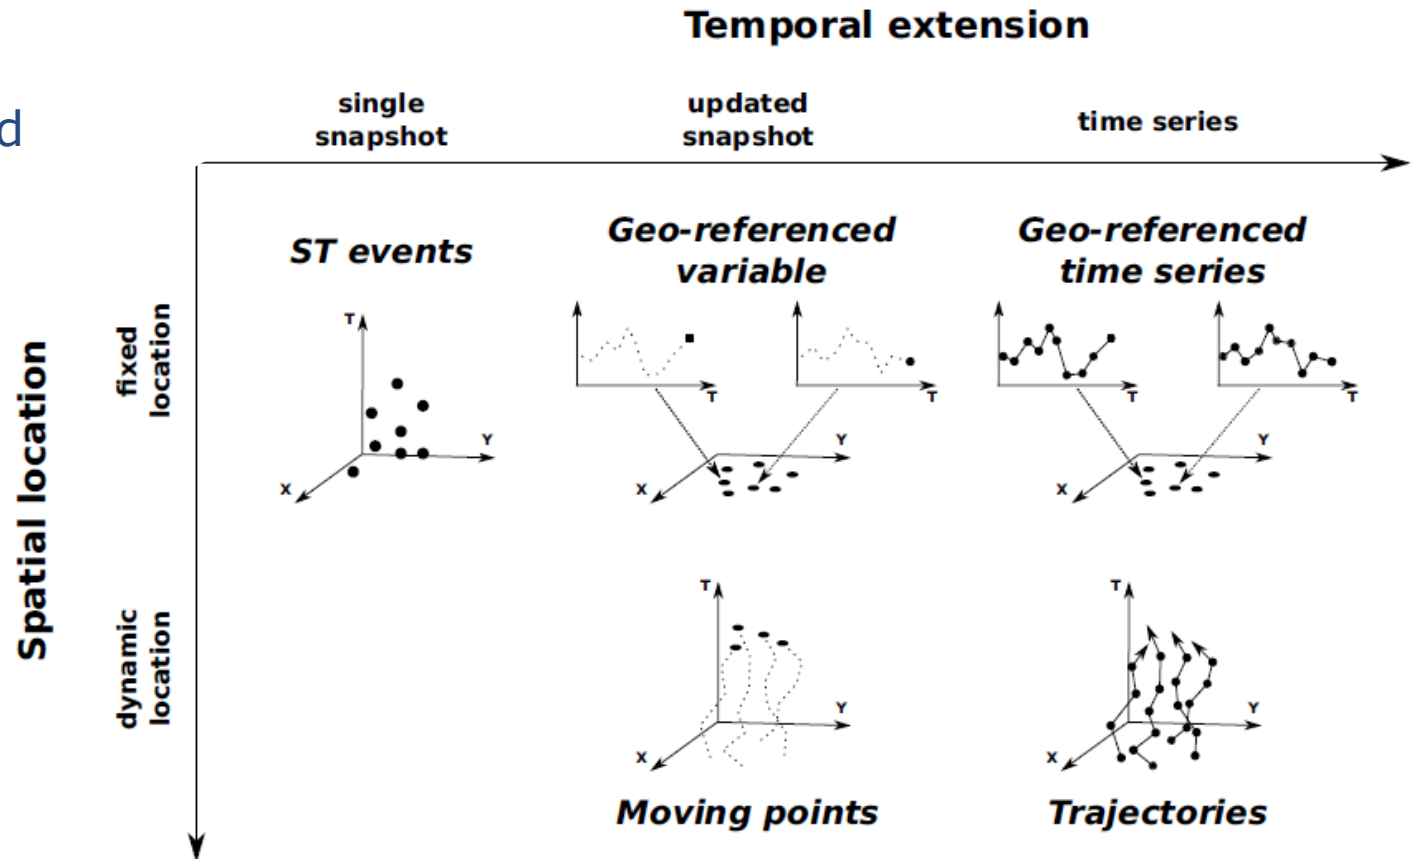 Temporal extension
d
single
snapshot
updated
snapshot
time series
Spatial location
fixed
location
ST events
Geo-referenced
variable
Geo-referenced
time series
T
Y
X
T
T
Y
X
T
T
Y
X
dynamic
location
T
Y
X
T
Y
X
Moving points
Trajectories